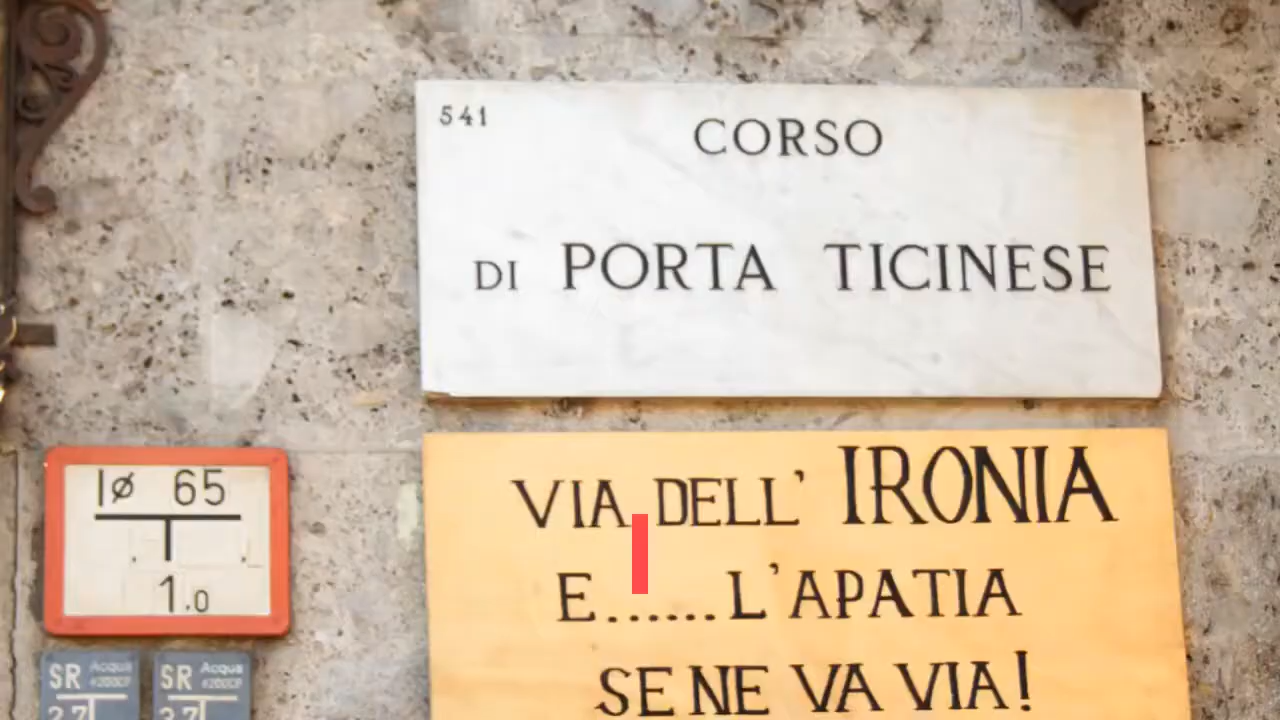 541
CORSO
DI PORTA TICINESE
VIA DELL' IRONIA
E......L'APATIA
SE NE VA VIA!
Iø 65
1.0
SR Acqua
SR Acqua